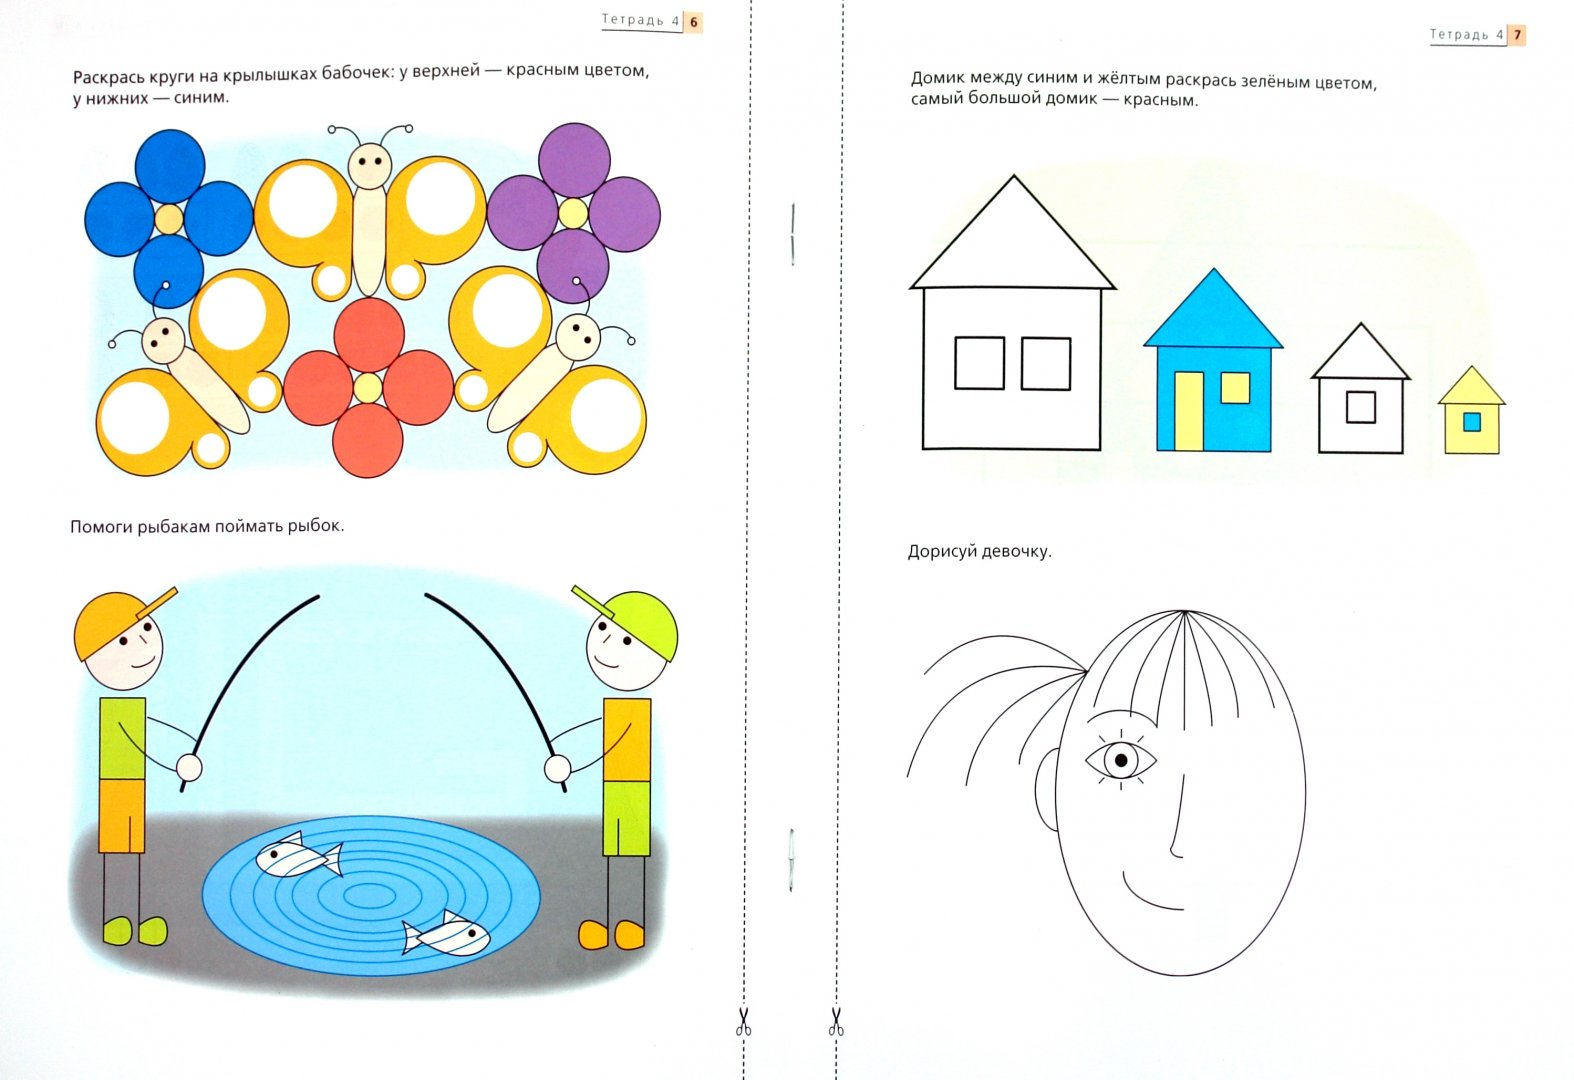 Тетрадь 4 6
Раскрась круги на крылышках бабочек: у верхней — красным цветом,
у нижних — синим.
Помоги рыбакам поймать рыбок.
Тетрадь 4 7
Домик между синим и жёлтым раскрась зелёным цветом,
самый большой домик — красным.
Дорисуй девочку.